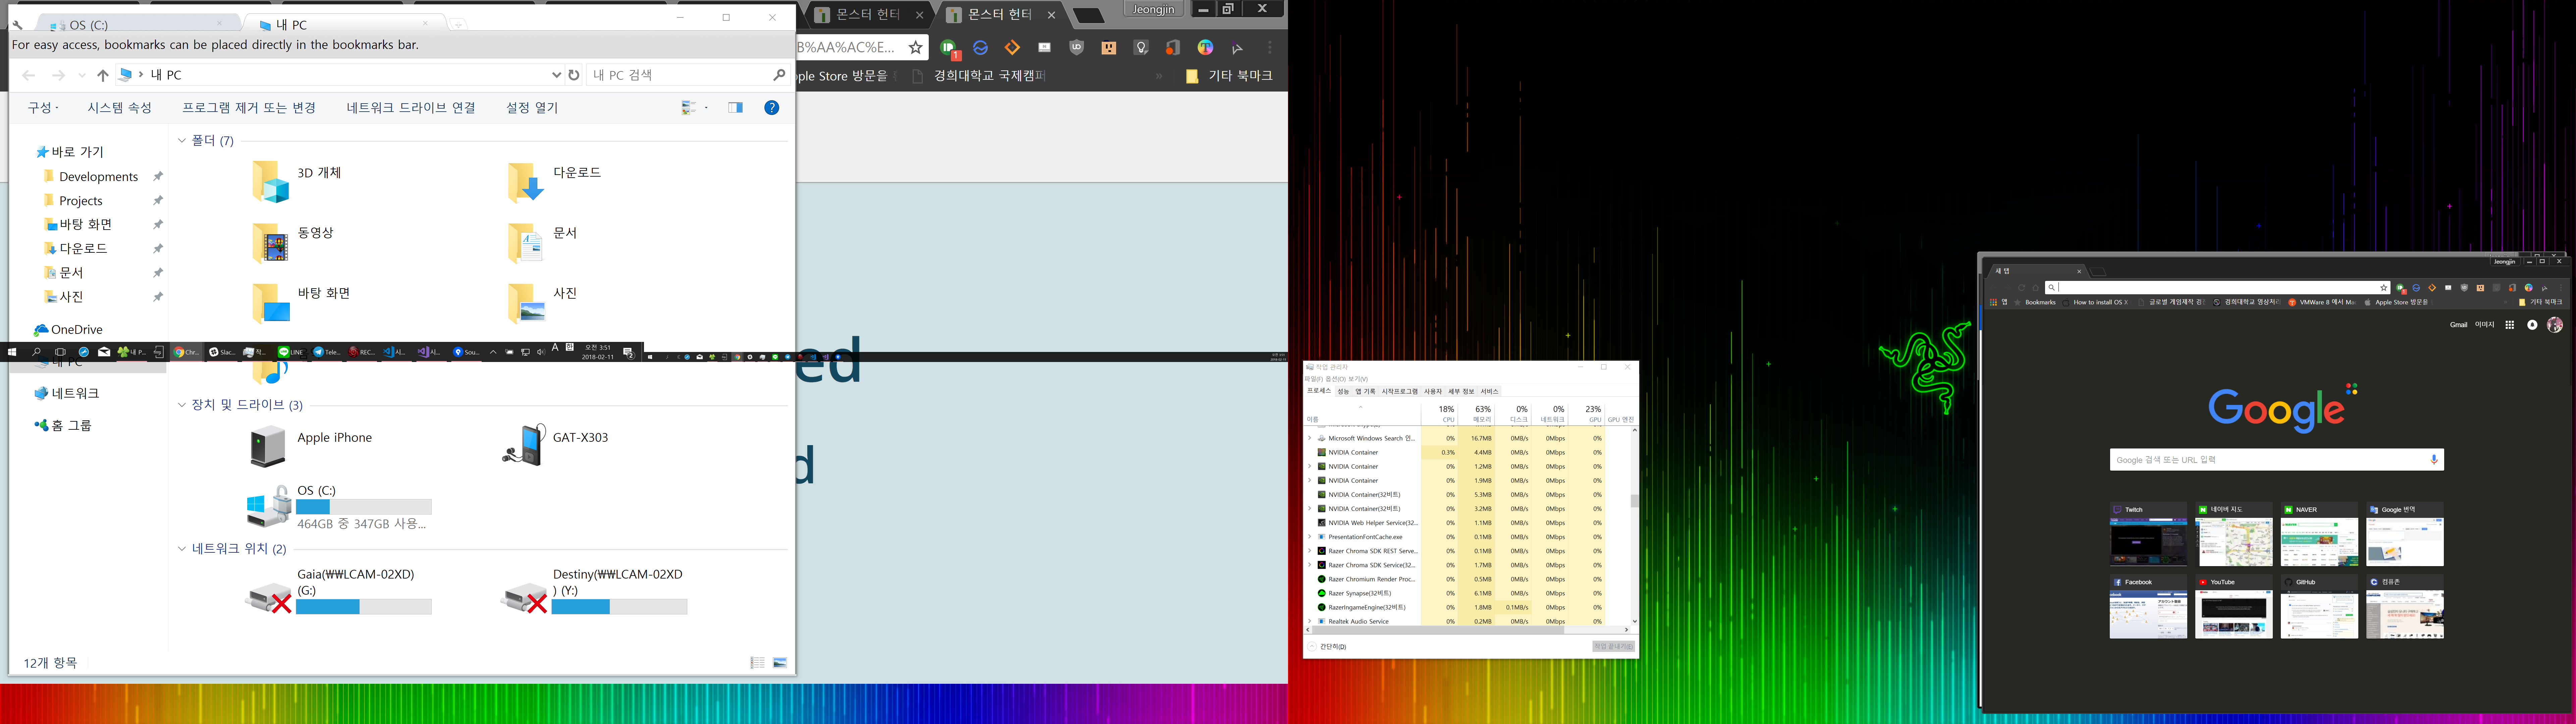 OS (C:)
내 PC
For easy access, bookmarks can be placed directly in the bookmarks bar.
내 PC
내 PC 검색
구성
시스템 속성
프로그램 제거 또는 변경
네트워크 드라이브 연결
설정 열기
바로 가기
Developments
Projects
바탕 화면
다운로드
문서
사진
OneDrive
내 PC
네트워크
홈 그룹
폴더 (7)
3D 개체
다운로드
동영상
문서
바탕 화면
사진
장치 및 드라이브 (3)
Apple iPhone
GAT-X303
OS (C:)
464GB 중 347GB 사용...
네트워크 위치 (2)
Gaia(₩₩LCAM-02XD)
(G:)
Destiny(₩₩LCAM-02XD
) (Y:)
12개 항목
내 P...
Chr...
Slac...
작...
LINE
Tele...
REC...
시...
시...
Sou...
A
오전 3:51
2018-02-11
2
몬스터 헌터
몬스터 헌터
Jeongjin
B%AA%AC%E...
1
ple Store 방문을
경희대학교 국제캠퍼
기타 북마크
ed
d
작업 관리자
파일(F) 옵션(O) 보기(V)
프로세스 성능 앱 기록 시작프로그램 사용자 세부 정보 서비스
18% 63% 0% 0% 23%
이름 CPU 메모리 디스크 네트워크 GPU GPU 엔진
Microsoft Windows Search 인... 0% 16.7MB 0MB/s 0Mbps 0%
NVIDIA Container 0.3% 4.4MB 0MB/s 0Mbps 0%
NVIDIA Container 0% 1.2MB 0MB/s 0Mbps 0%
NVIDIA Container 0% 1.9MB 0MB/s 0Mbps 0%
NVIDIA Container(32비트) 0% 5.3MB 0MB/s 0Mbps 0%
NVIDIA Container(32비트) 0% 3.2MB 0MB/s 0Mbps 0%
NVIDIA Web Helper Service(32... 0% 1.1MB 0MB/s 0Mbps 0%
PresentationFontCache.exe 0% 0.1MB 0MB/s 0Mbps 0%
Razer Chroma SDK REST Serve... 0% 0.1MB 0MB/s 0Mbps 0%
Razer Chroma SDK Service(32... 0% 1.7MB 0MB/s 0Mbps 0%
Razer Chromium Render Proc... 0% 0.5MB 0MB/s 0Mbps 0%
Razer Synapse(32비트) 0% 6.1MB 0MB/s 0Mbps 0%
RazerIngameEngine(32비트) 0% 1.8MB 0.1MB/s 0Mbps 0%
Realtek Audio Service 0% 0.2MB 0MB/s 0Mbps 0%
간단히(D)
작업 끝내기(E)
새 탭
Jeongjin
앱
Bookmarks
How to install OS X
글로벌 게임제작 경진
경희대학교 영상처리
VMWare 8 에서 Mac
Apple Store 방문을
기타 북마크
Gmail 이미지
Google
Google 검색 또는 URL 입력
Twitch
네이버 지도
NAVER
Google 번역
Facebook
YouTube
GitHub
컴퓨존